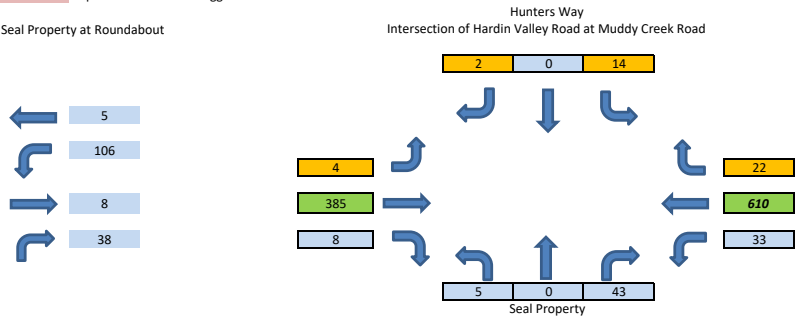 Hunters Way
Seal Property at Roundabout
Intersection of Hardin Valley Road at Muddy Creek Road
2 0 14
5
106
4
22
8
385
610
38
8
33
5 0 43
Seal Property